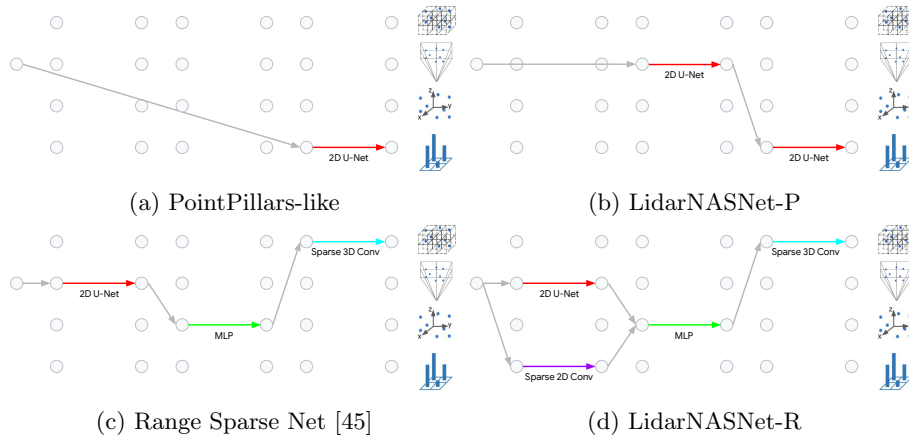 z
y
x
2D U-Net
(a) PointPillars-like
z
2D U-Net
y
x
2D U-Net
(b) LidarNASNet-P
Sparse 3D Conv
2D U-Net
z
y
x
MLP
(c) Range Sparse Net [45]
Sparse 3D Conv
2D U-Net
z
y
x
MLP
Sparse 2D Conv
(d) LidarNASNet-R